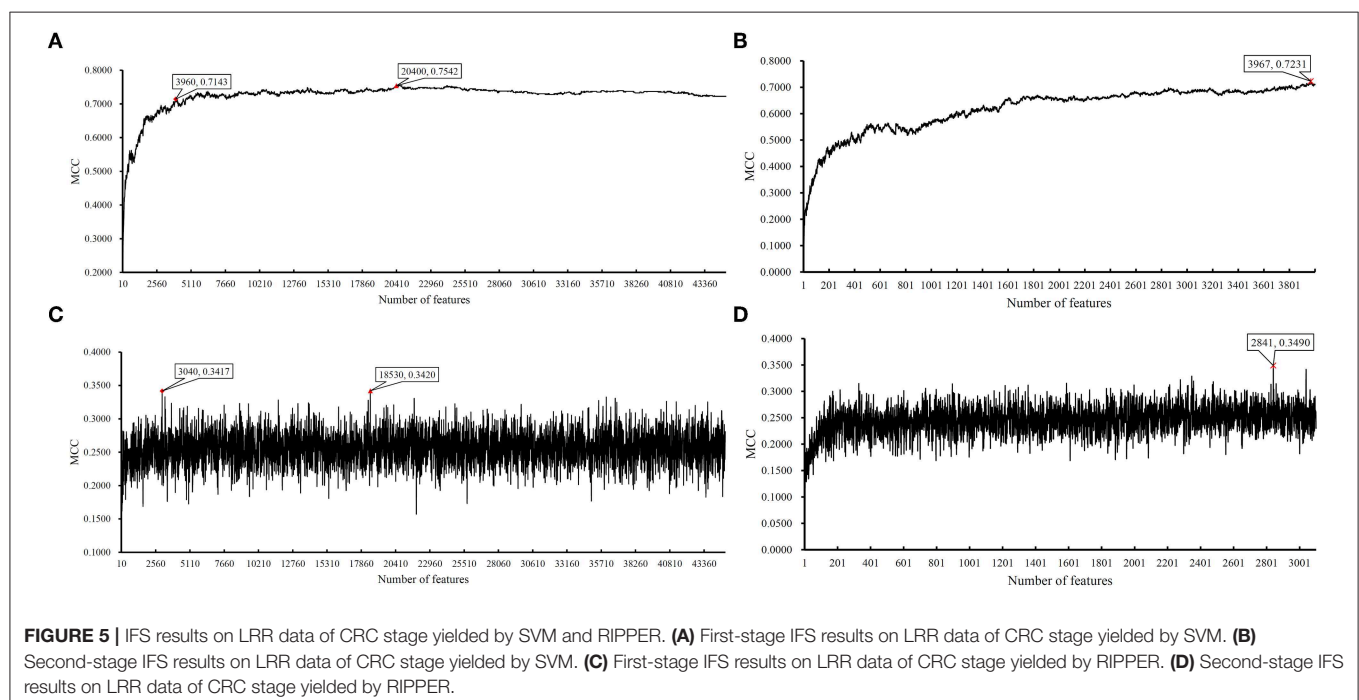 A
3960, 0.7143
20400, 0.7542
0.8000
0.7000
0.6000
0.5000
0.4000
0.3000
0.2000
MCC
10 2560 5110 7660 10210 12760 15310 17860 20410 22960 25510 28060 30610 33160 35710 38260 40810 43360
Number of features
B
3967, 0.7231
0.8000
0.7000
0.6000
0.5000
0.4000
0.3000
0.2000
0.1000
0.0000
MCC
1 201 401 601 801 1001 1201 1401 1601 1801 2001 2201 2401 2601 2801 3001 3201 3401 3601 3801
Number of features
C
3040, 0.3417
18530, 0.3420
0.4000
0.3500
0.3000
0.2500
0.2000
0.1500
0.1000
MCC
10 2560 5110 7660 10210 12760 15310 17860 20410 22960 25510 28060 30610 33160 35710 38260 40810 43360
Number of features
D
2841, 0.3490
0.4000
0.3500
0.3000
0.2500
0.2000
0.1500
0.1000
0.0500
0.0000
MCC
1 201 401 601 801 1001 1201 1401 1601 1801 2001 2201 2401 2601 2801 3001
Number of features
FIGURE 5 | IFS results on LRR data of CRC stage yielded by SVM and RIPPER. (A) First-stage IFS results on LRR data of CRC stage yielded by SVM. (B)
Second-stage IFS results on LRR data of CRC stage yielded by SVM. (C) First-stage IFS results on LRR data of CRC stage yielded by RIPPER. (D) Second-stage IFS
results on LRR data of CRC stage yielded by RIPPER.